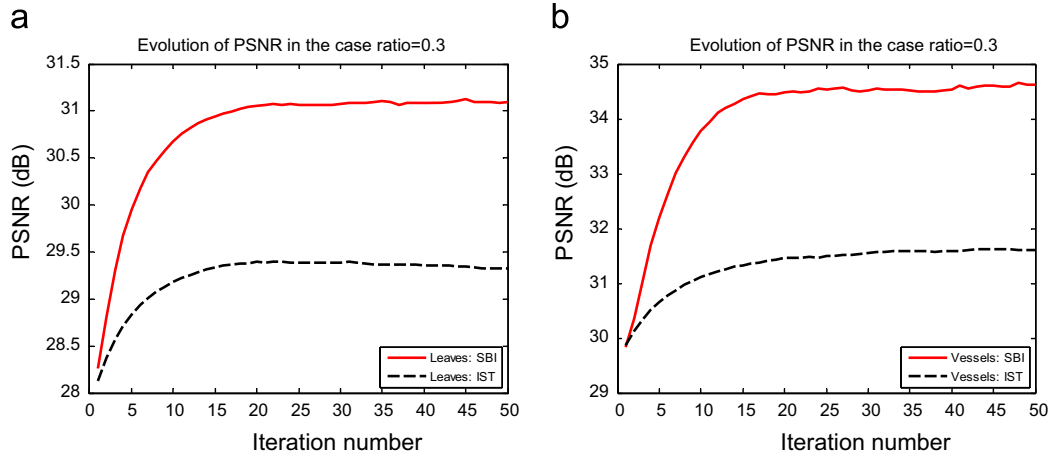 a
Evolution of PSNR in the case ratio=0.3
31.5
31
30.5
30
29.5
29
28.5
28
PSNR (dB)
0 5 10 15 20 25 30 35 40 45 50
Iteration number
Leaves: SBI
Leaves: IST
b
Evolution of PSNR in the case ratio=0.3
35
34
33
32
31
30
29
PSNR (dB)
0 5 10 15 20 25 30 35 40 45 50
Iteration number
Vessels: SBI
Vessels: IST